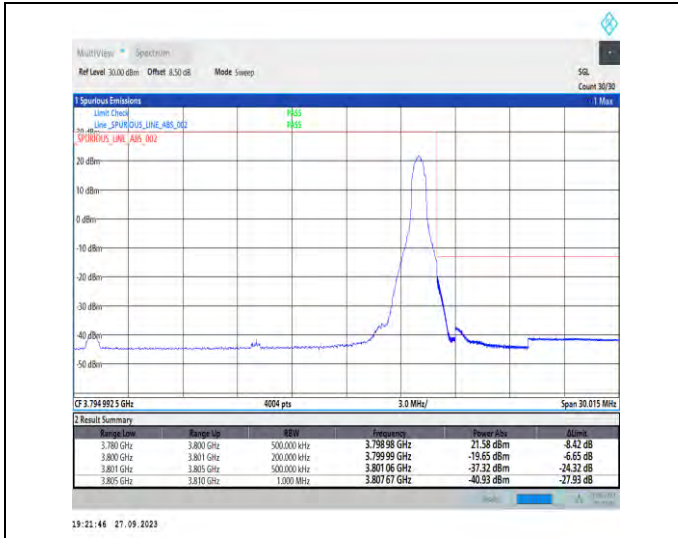 MultiView Spectrum
Ref Level 30.00 dBm Offset 8.50 dB Mode Sweep SGL
Count 30/30
1 Spurious Emissions 1 Max
Limit Check PASS
Line _SPURIOUS_LINE_ABS_002 PASS
_SPURIOUS_LINE_ABS_002
20 dBm
10 dBm
0 dBm
-10 dBm
-20 dBm
-30 dBm
-40 dBm
-50 dBm
CF 3.794 992 5 GHz 4004 pts 3.0 MHz/ Span 30.015 MHz
2 Result Summary
Range Low Range Up RBW Frequency Power Abs ΔLimit
3.780 GHz 3.800 GHz 500.000 kHz 3.798 98 GHz 21.58 dBm -8.42 dB
3.800 GHz 3.801 GHz 200.000 kHz 3.799 99 GHz -19.65 dBm -6.65 dB
3.801 GHz 3.805 GHz 500.000 kHz 3.801 06 GHz -37.32 dBm -24.32 dB
3.805 GHz 3.810 GHz 1.000 MHz 3.807 67 GHz -40.93 dBm -27.93 dB
19:21:46 27.09.2023